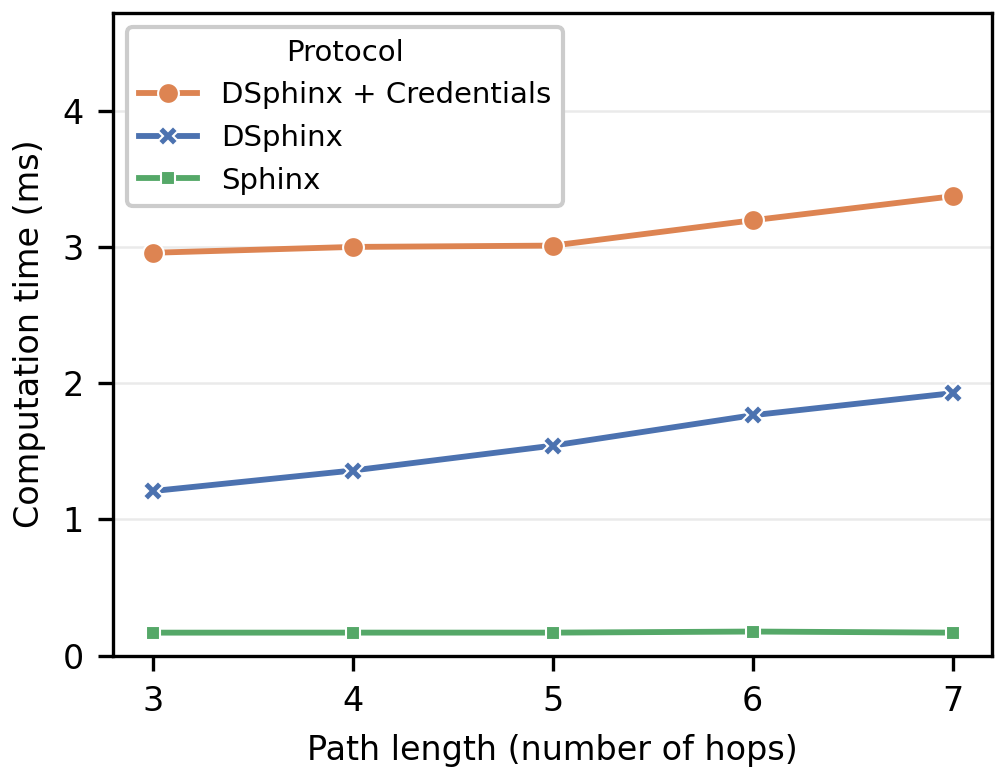 Protocol
DSphinx + Credentials
DSphinx
Sphinx
Computation time (ms)
4
3
2
1
0
3 4 5 6 7
Path length (number of hops)